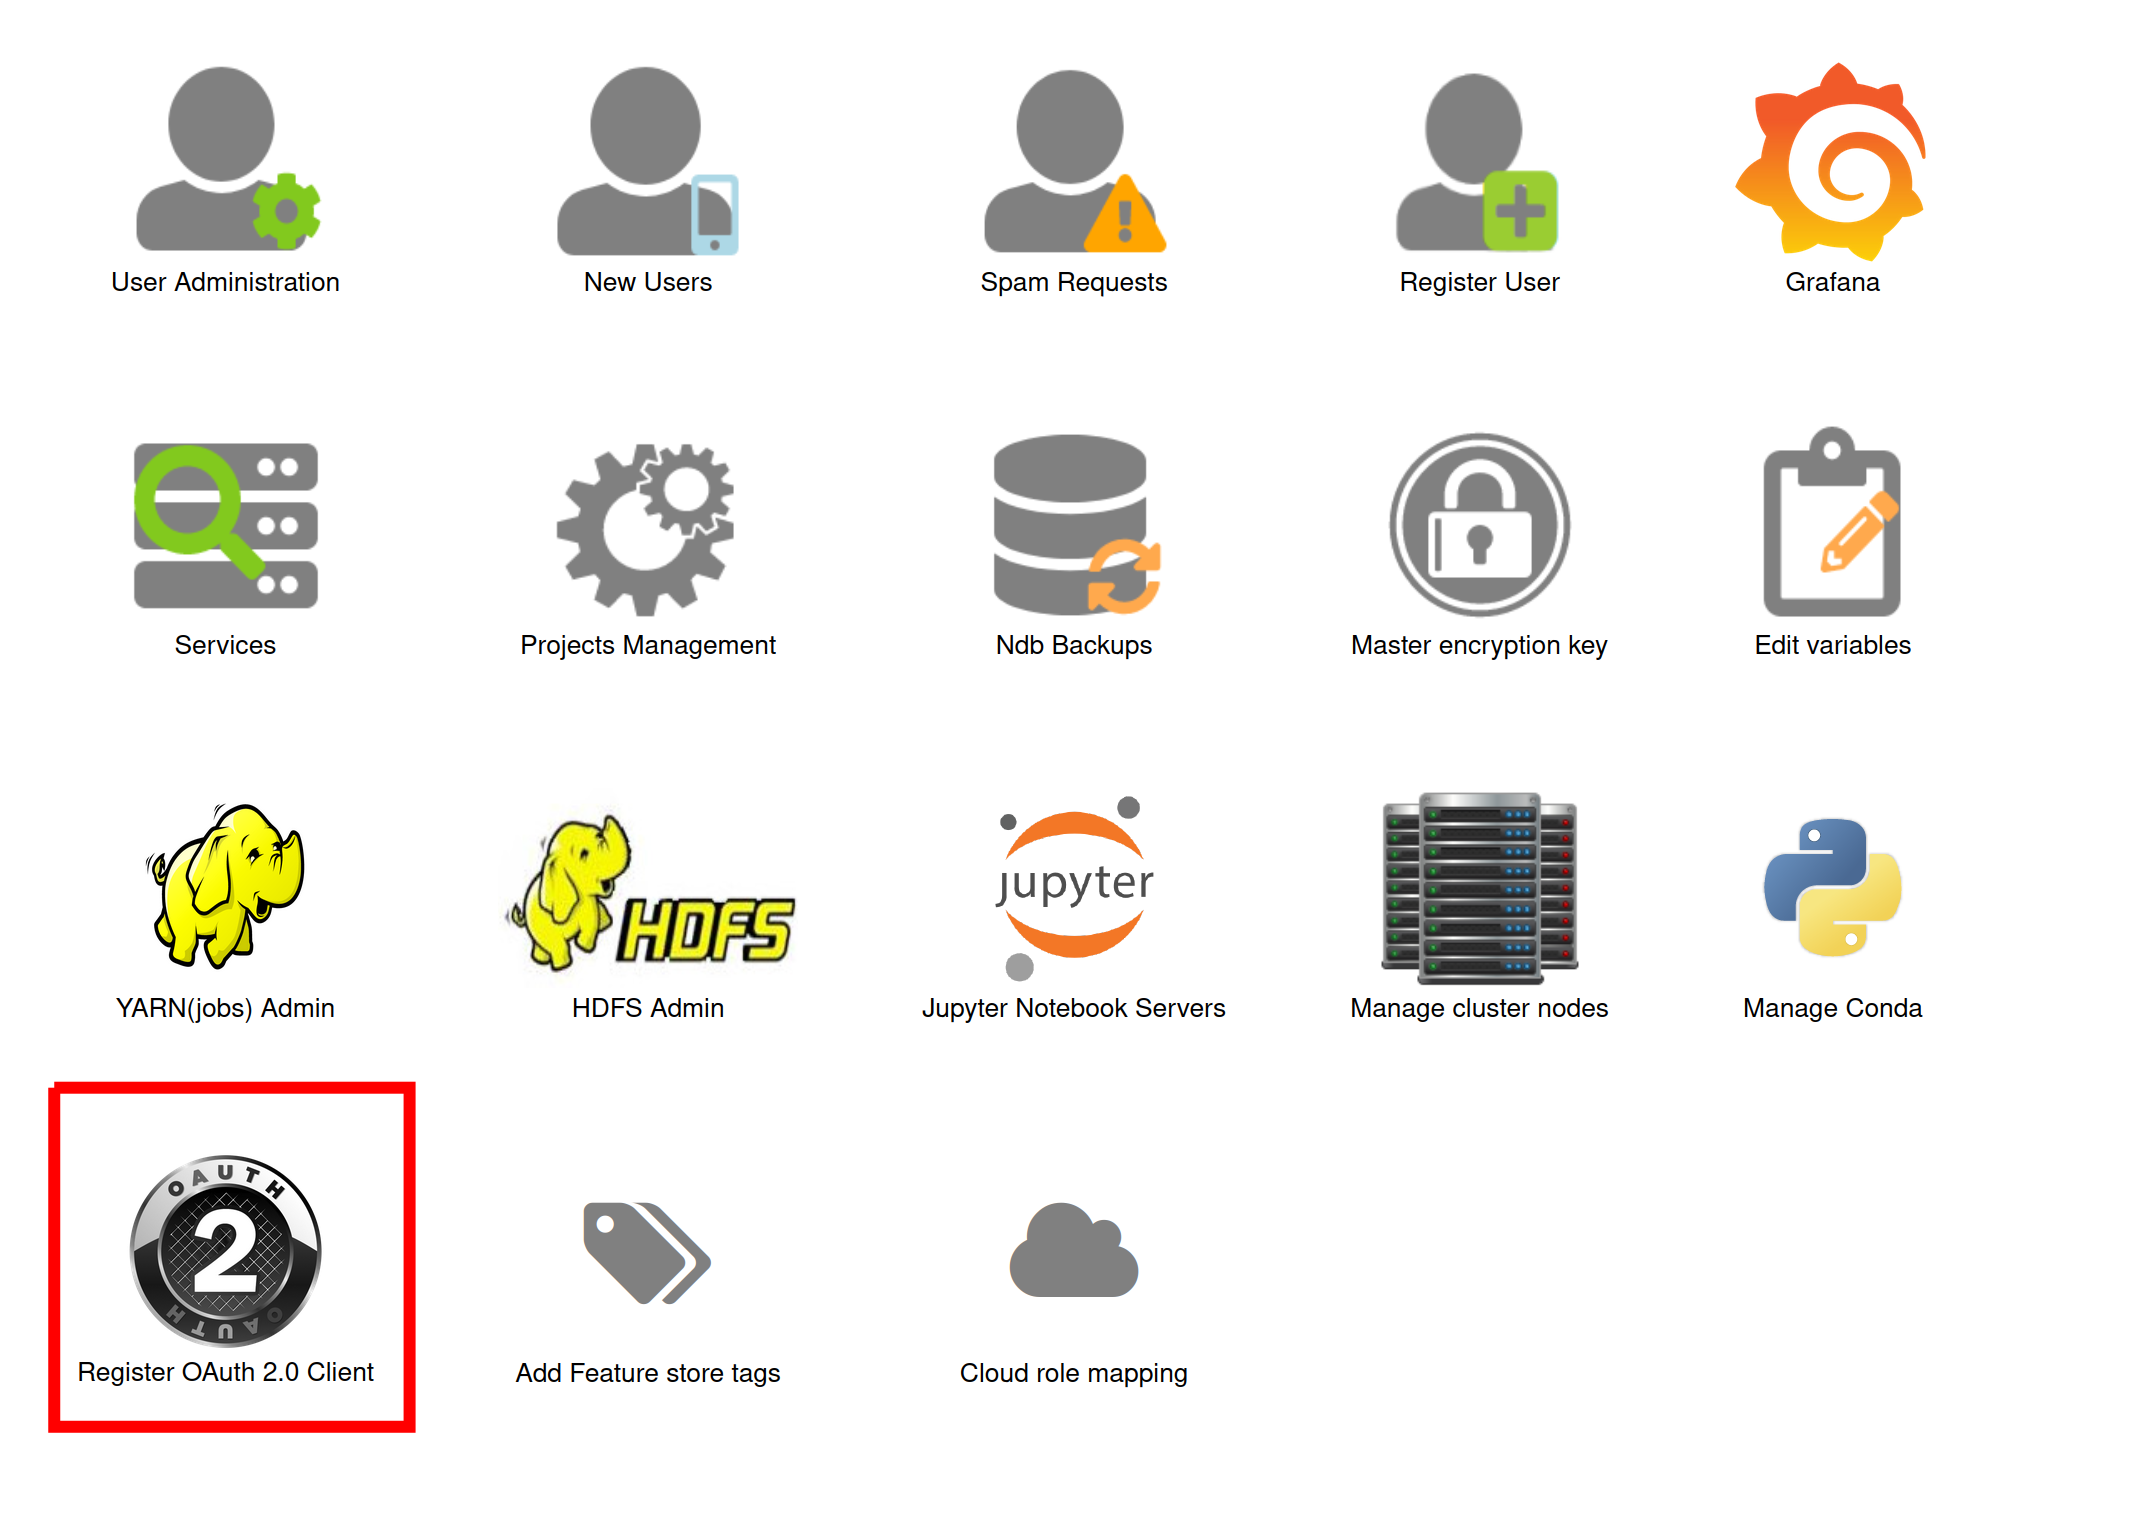 User Administration
New Users
Spam Requests
Register User
Grafana
Services
Projects Management
Ndb Backups
Master encryption key
Edit variables
HDFS
jupyter
YARN(jobs) Admin
HDFS Admin
Jupyter Notebook Servers
Manage cluster nodes
Manage Conda
OAUTH
2
OAUTH
Register OAuth 2.0 Client
Add Feature store tags
Cloud role mapping